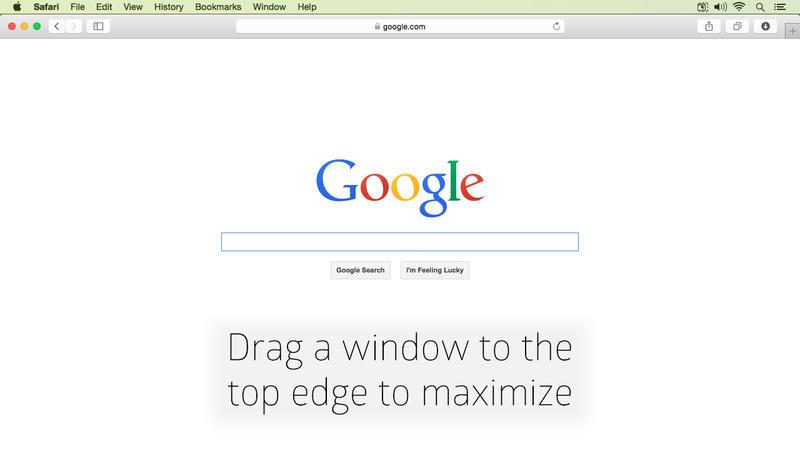 Safari File Edit View History Bookmarks Window Help
google.com
Google
Google Search I'm Feeling Lucky
Drag a window to the
top edge to maximize